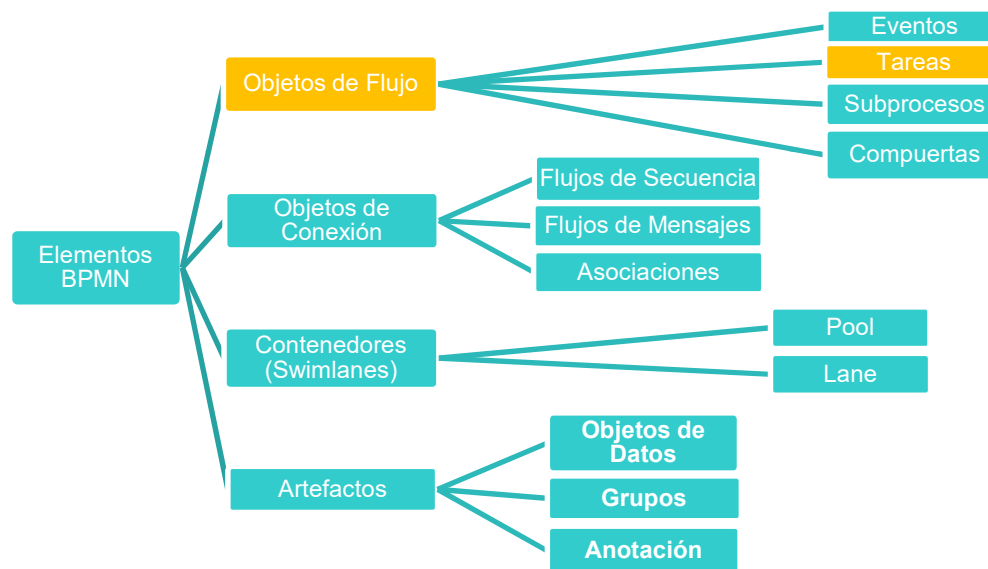 Elementos
BPMN
Objetos de Flujo
Eventos
Tareas
Subprocesos
Compuertas
Objetos de
Conexión
Flujos de Secuencia
Flujos de Mensajes
Asociaciones
Contenedores
(Swimlanes)
Pool
Lane
Artefactos
Objetos de
Datos
Grupos
Anotación